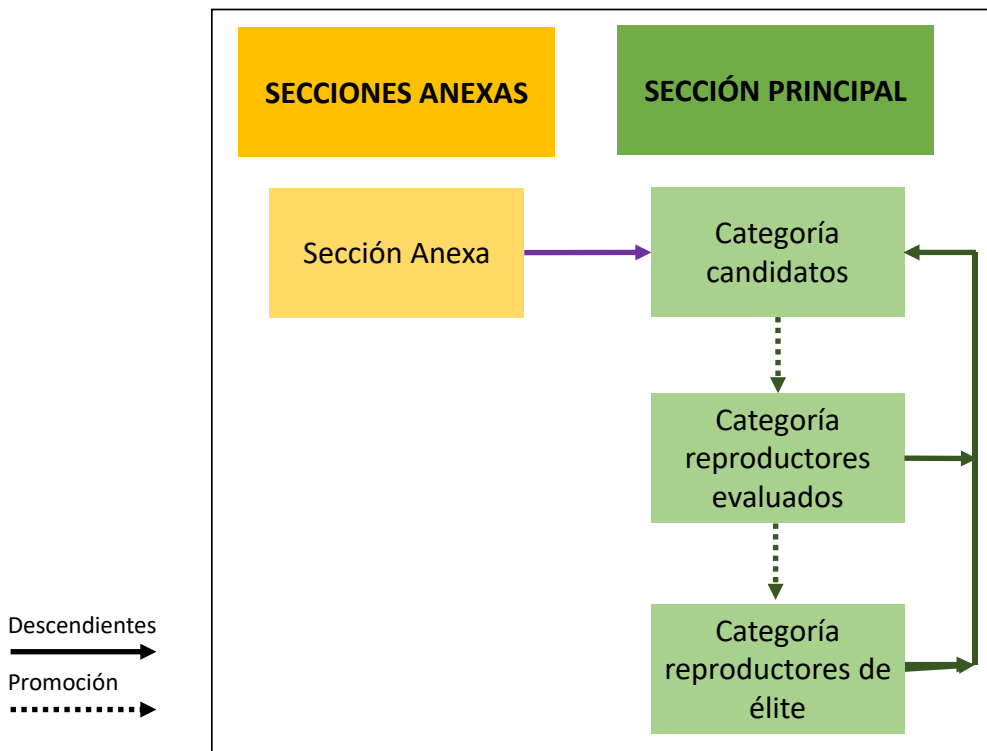 SECCIONES ANEXAS
SECCIÓN PRINCIPAL
Sección Anexa
Categoría
candidatos
Categoría
reproductores
evaluados
Categoría
reproductores de
élite
Descendientes
Promoción